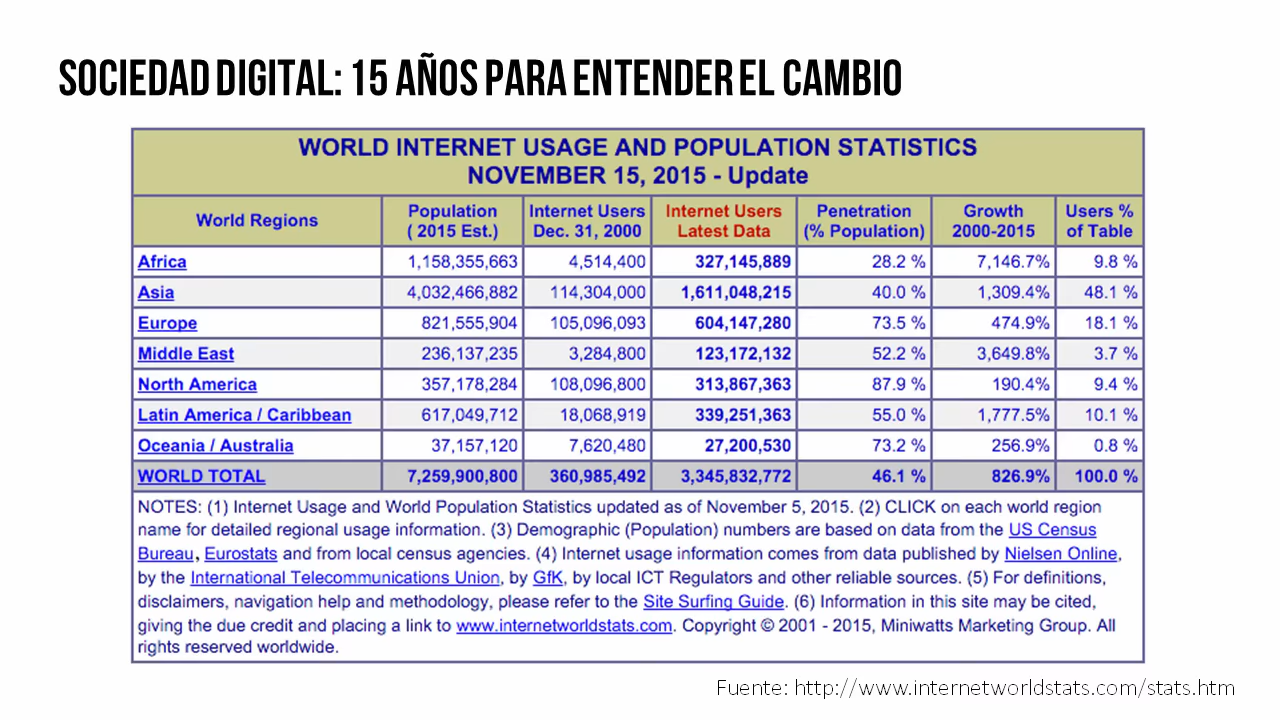 SOCIEDAD DIGITAL: 15 AÑOS PARA ENTENDER EL CAMBIO
WORLD INTERNET USAGE AND POPULATION STATISTICS
NOVEMBER 15, 2015 - Update
World Regions Population ( 2015 Est.) Internet Users Dec. 31, 2000 Internet Users Latest Data Penetration (% Population) Growth 2000-2015 Users % of Table
Africa 1,158,355,663 4,514,400 327,145,889 28.2 % 7,146.7% 9.8 %
Asia 4,032,466,882 114,304,000 1,611,048,215 40.0 % 1,309.4% 48.1 %
Europe 821,555,904 105,096,093 604,147,280 73.5 % 474.9% 18.1 %
Middle East 236,137,235 3,284,800 123,172,132 52.2 % 3,649.8% 3.7 %
North America 357,178,284 108,096,800 313,867,363 87.9 % 190.4% 9.4 %
Latin America / Caribbean 617,049,712 18,068,919 339,251,363 55.0 % 1,777.5% 10.1 %
Oceania / Australia 37,157,120 7,620,480 27,200,530 73.2 % 256.9% 0.8 %
WORLD TOTAL 7,259,900,800 360,985,492 3,345,832,772 46.1 % 826.9% 100.0 %
NOTES: (1) Internet Usage and World Population Statistics updated as of November 5, 2015. (2) CLICK on each world region
name for detailed regional usage information. (3) Demographic (Population) numbers are based on data from the US Census
Bureau, Eurostats and from local census agencies. (4) Internet usage information comes from data published by Nielsen Online,
by the International Telecommunications Union, by GfK, by local ICT Regulators and other reliable sources. (5) For definitions,
disclaimers, navigation help and methodology, please refer to the Site Surfing Guide. (6) Information in this site may be cited,
giving the due credit and placing a link to www.internetworldstats.com. Copyright © 2001 - 2015, Miniwatts Marketing Group. All
rights reserved worldwide.
Fuente: http://www.internetworldstats.com/stats.htm